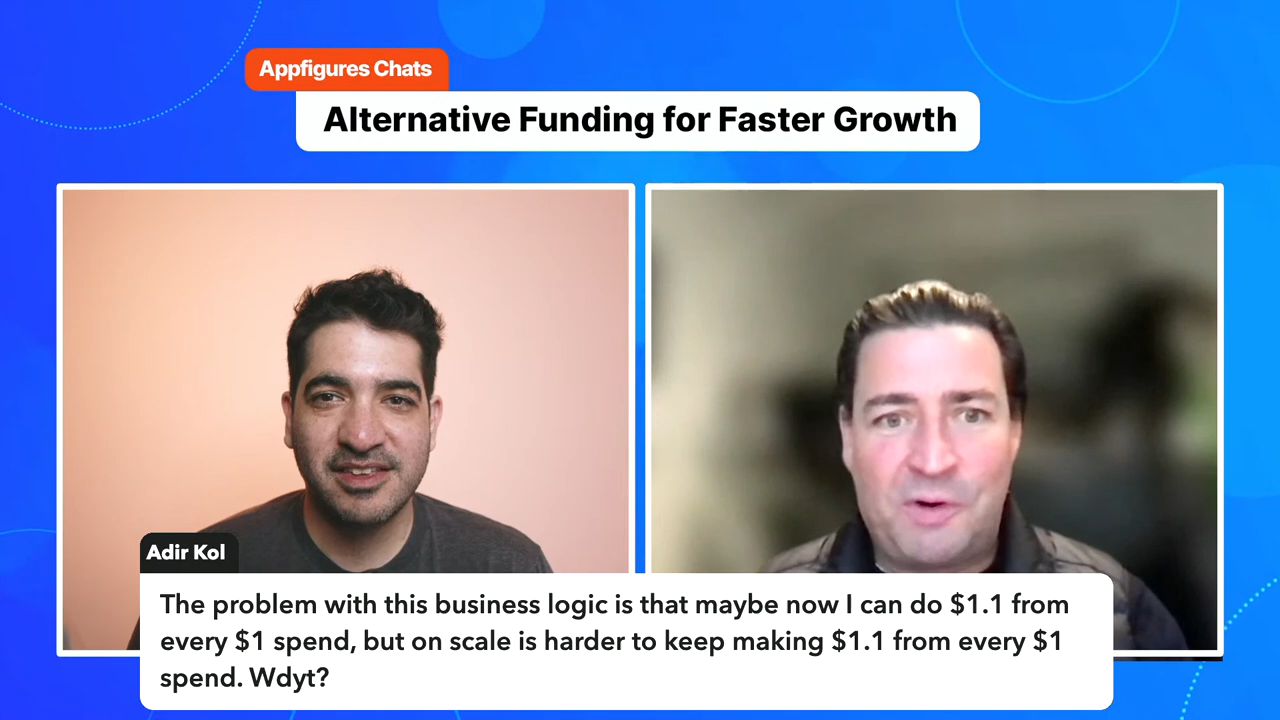 Appfigures Chats
Alternative Funding for Faster Growth
Adir Kol
The problem with this business logic is that maybe now I can do $1.1 from
every $1 spend, but on scale is harder to keep making $1.1 from every $1
spend. Wdyt?